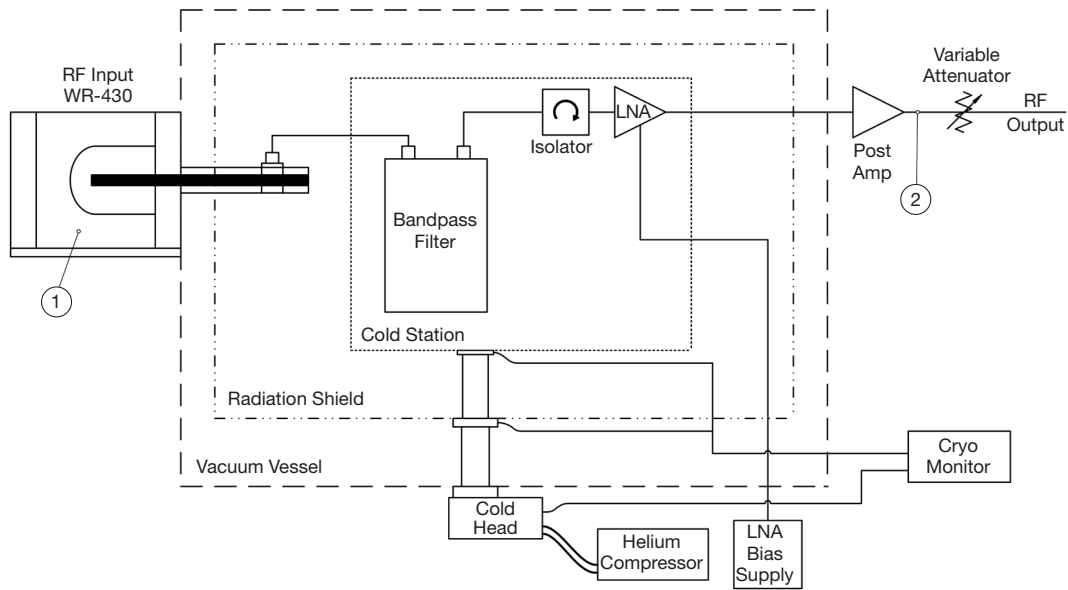 RF Input
WR-430
Variable
Attenuator
RF
Output
LNA
Isolator
Post
Amp
1
2
Bandpass
Filter
Cold Station
Radiation Shield
Vacuum Vessel
Cryo
Monitor
Cold
Head
Helium
Compressor
LNA
Bias
Supply